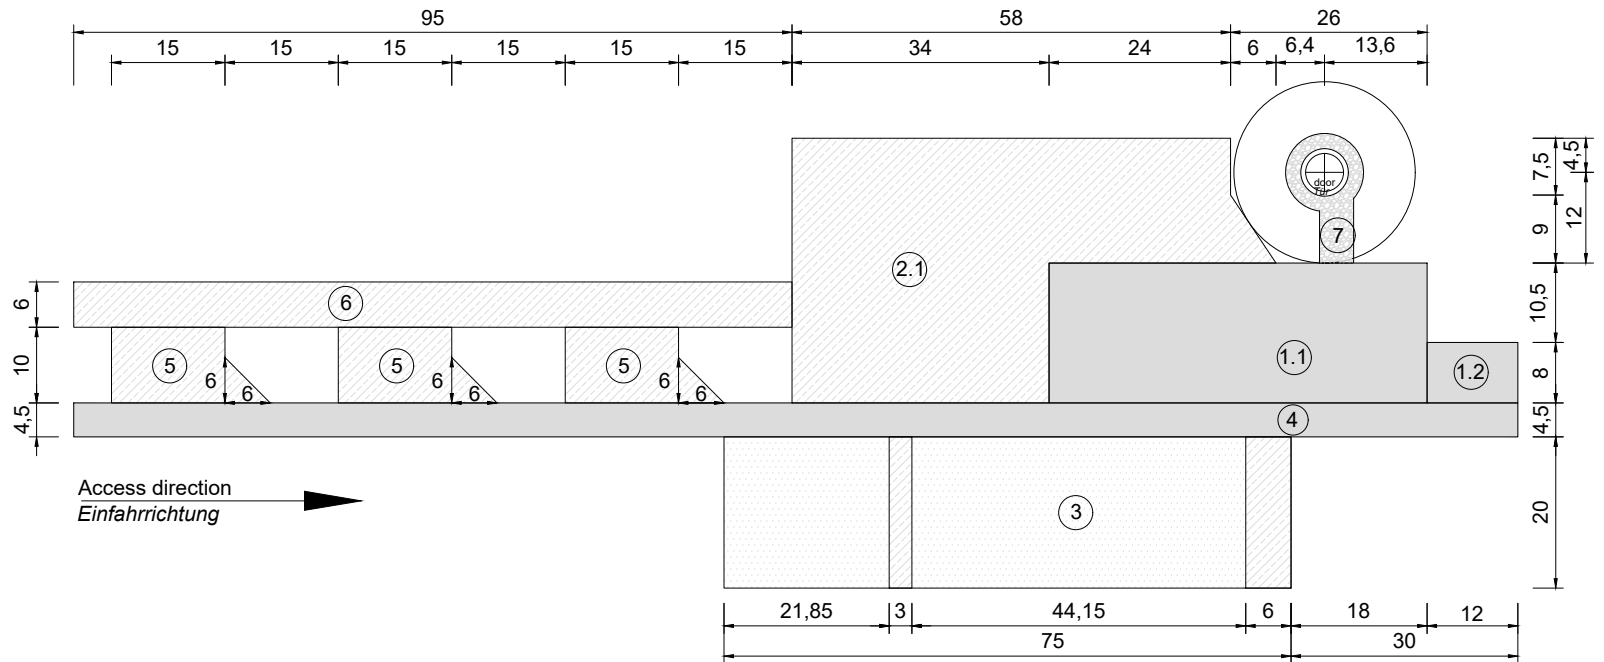 95 58 26
15 15 15 15 15 15 34 24 6 6,4 13,6
7,5 4,5
door
Tür
9 12
7
2.1
6 6 10,5
10 5 6 6 5 6 6 5 6 6 1.1 1.2 8
4,5 4 4,5
Access direction
Einfahrrichtung
3 20
21,85 3 44,15 6 18 12
75 30